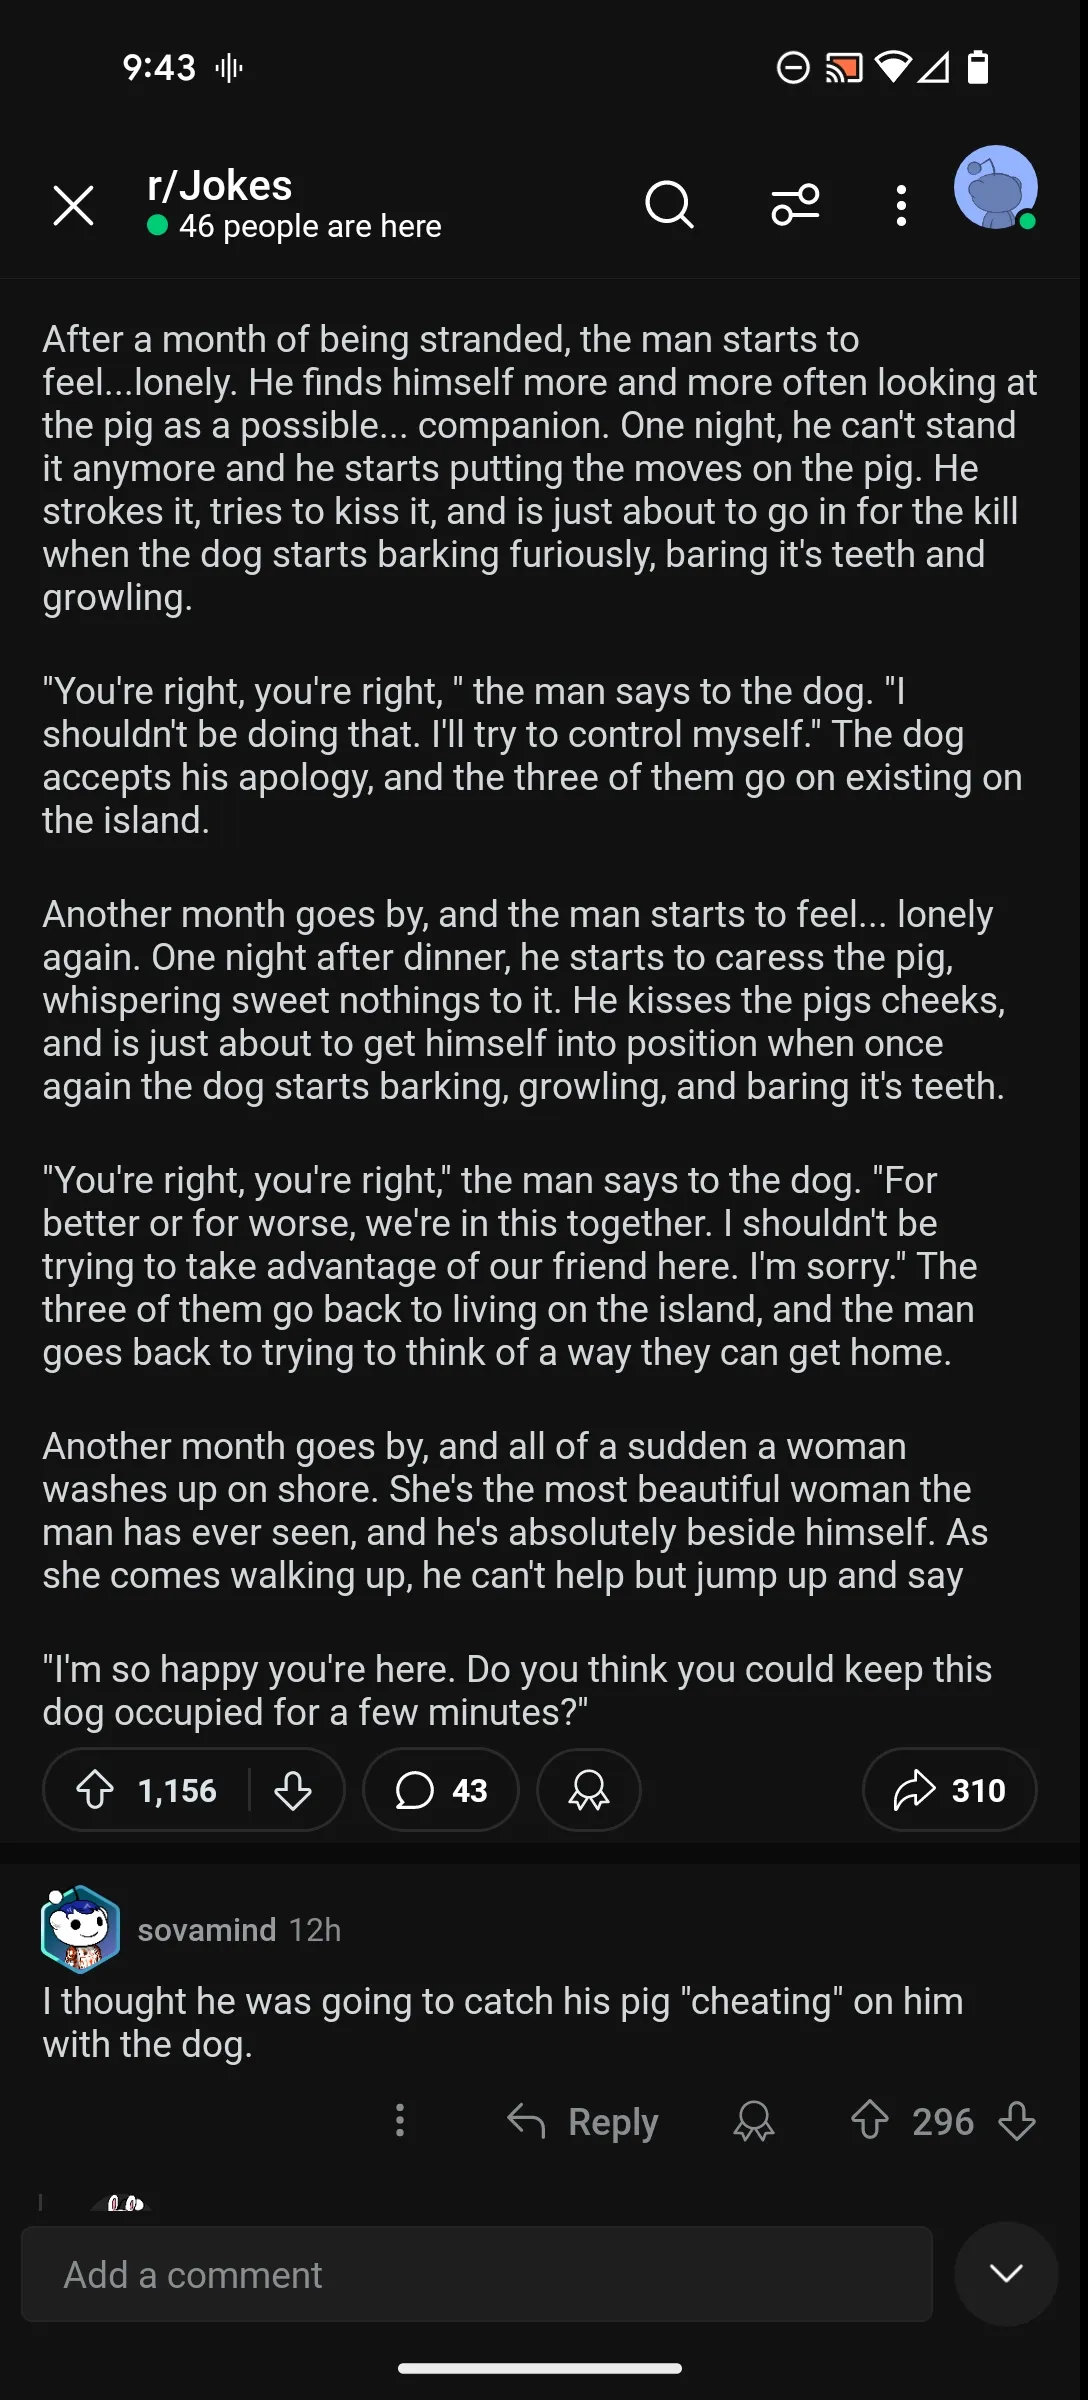 9:43
r/Jokes
46 people are here
After a month of being stranded, the man starts to
feel...lonely. He finds himself more and more often looking at
the pig as a possible... companion. One night, he can't stand
it anymore and he starts putting the moves on the pig. He
strokes it, tries to kiss it, and is just about to go in for the kill
when the dog starts barking furiously, baring it's teeth and
growling.
"You're right, you're right, " the man says to the dog. "I
shouldn't be doing that. I'll try to control myself." The dog
accepts his apology, and the three of them go on existing on
the island.
Another month goes by, and the man starts to feel... lonely
again. One night after dinner, he starts to caress the pig,
whispering sweet nothings to it. He kisses the pigs cheeks,
and is just about to get himself into position when once
again the dog starts barking, growling, and baring it's teeth.
"You're right, you're right," the man says to the dog. "For
better or for worse, we're in this together. I shouldn't be
trying to take advantage of our friend here. I'm sorry." The
three of them go back to living on the island, and the man
goes back to trying to think of a way they can get home.
Another month goes by, and all of a sudden a woman
washes up on shore. She's the most beautiful woman the
man has ever seen, and he's absolutely beside himself. As
she comes walking up, he can't help but jump up and say
"I'm so happy you're here. Do you think you could keep this
dog occupied for a few minutes?"
1,156 43 310
sovamind 12h
I thought he was going to catch his pig "cheating" on him
with the dog.
Reply 296
Add a comment